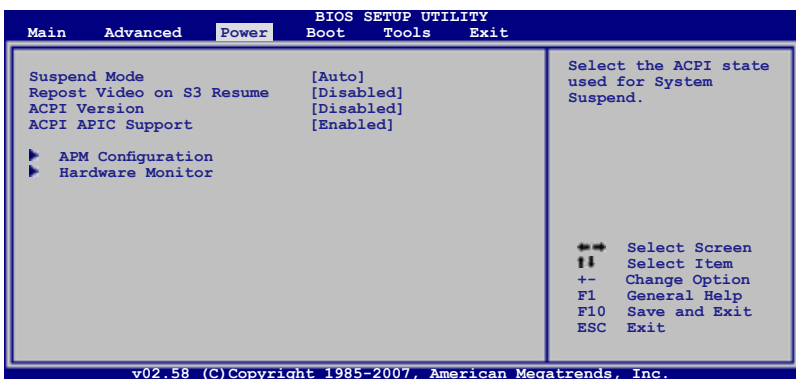 BIOS SETUP UTILITY
Main Advanced Power Boot Tools Exit
Suspend Mode [Auto]
Repost Video on S3 Resume [Disabled]
ACPI Version [Disabled]
ACPI APIC Support [Enabled]
APM Configuration
Hardware Monitor
Select the ACPI state
used for System
Suspend.
Select Screen
Select Item
+- Change Option
F1 General Help
F10 Save and Exit
ESC Exit
v02.58 (C)Copyright 1985-2007, American Megatrends, Inc.